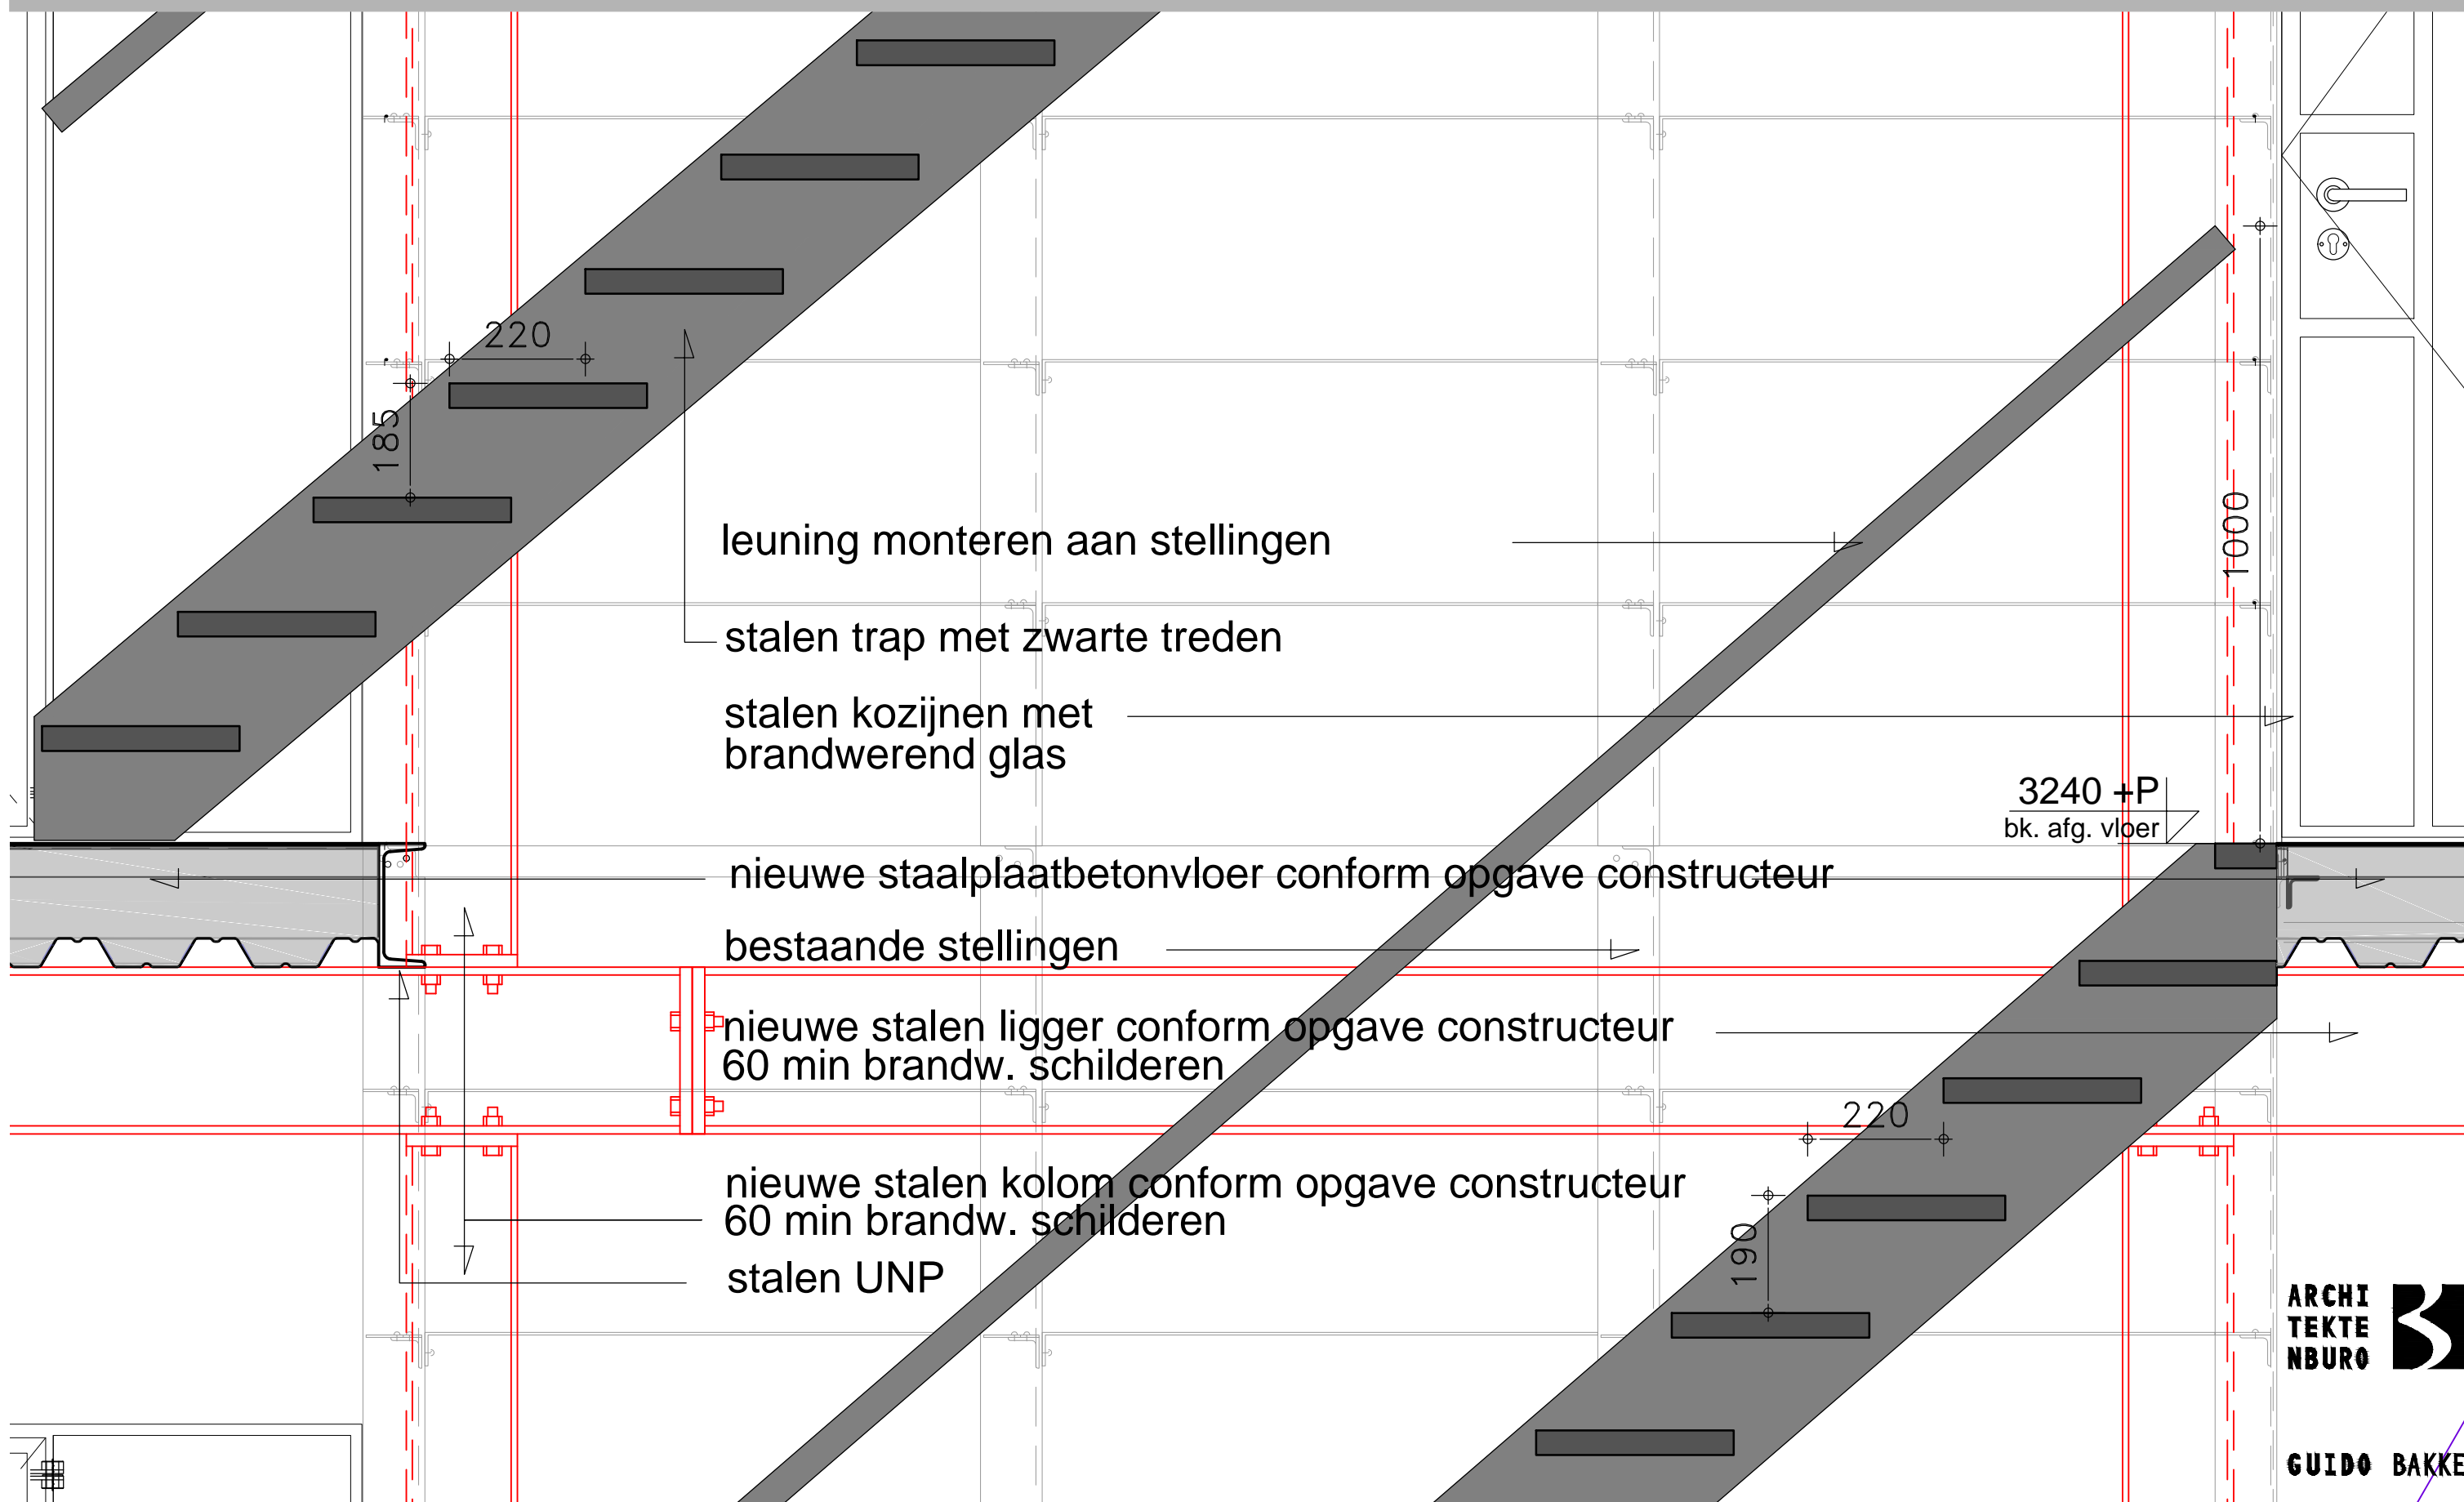 220
185
leuning monteren aan stellingen
1000
stalen trap met zwarte treden
stalen kozijnen met
brandwerend glas
3240 +P
bk. afg. vloer
nieuwe staalplaatbetonvloer conform opgave constructeur
bestaande stellingen
nieuwe stalen ligger conform opgave constructeur
60 min brandw. schilderen
220
190
nieuwe stalen kolom conform opgave constructeur
60 min brandw. schilderen
stalen UNP
ARCHI
TEKTE
NBURO
GUIDO BAKKE